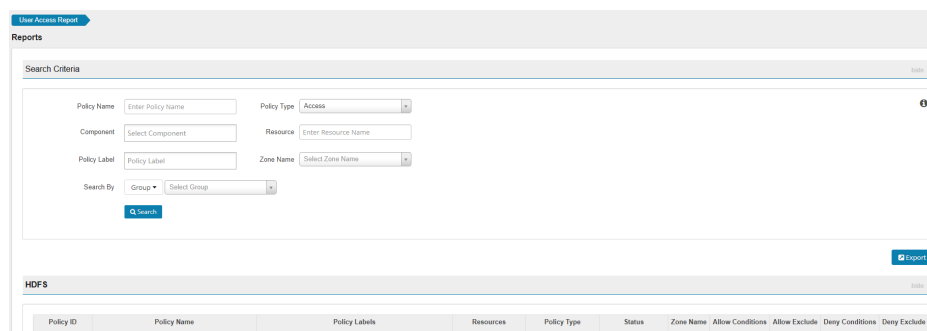 User Access Report
Reports
Search Criteria hide
Policy Name Enter Policy Name Policy Type Access
Component Select Component Resource Enter Resource Name
Policy Label Policy Label Zone Name Select Zone Name
Search By Group Select Group
Search
Export
HDFS hide
Policy ID Policy Name Policy Labels Resources Policy Type Status Zone Name Allow Conditions Allow Exclude Deny Conditions Deny Exclude